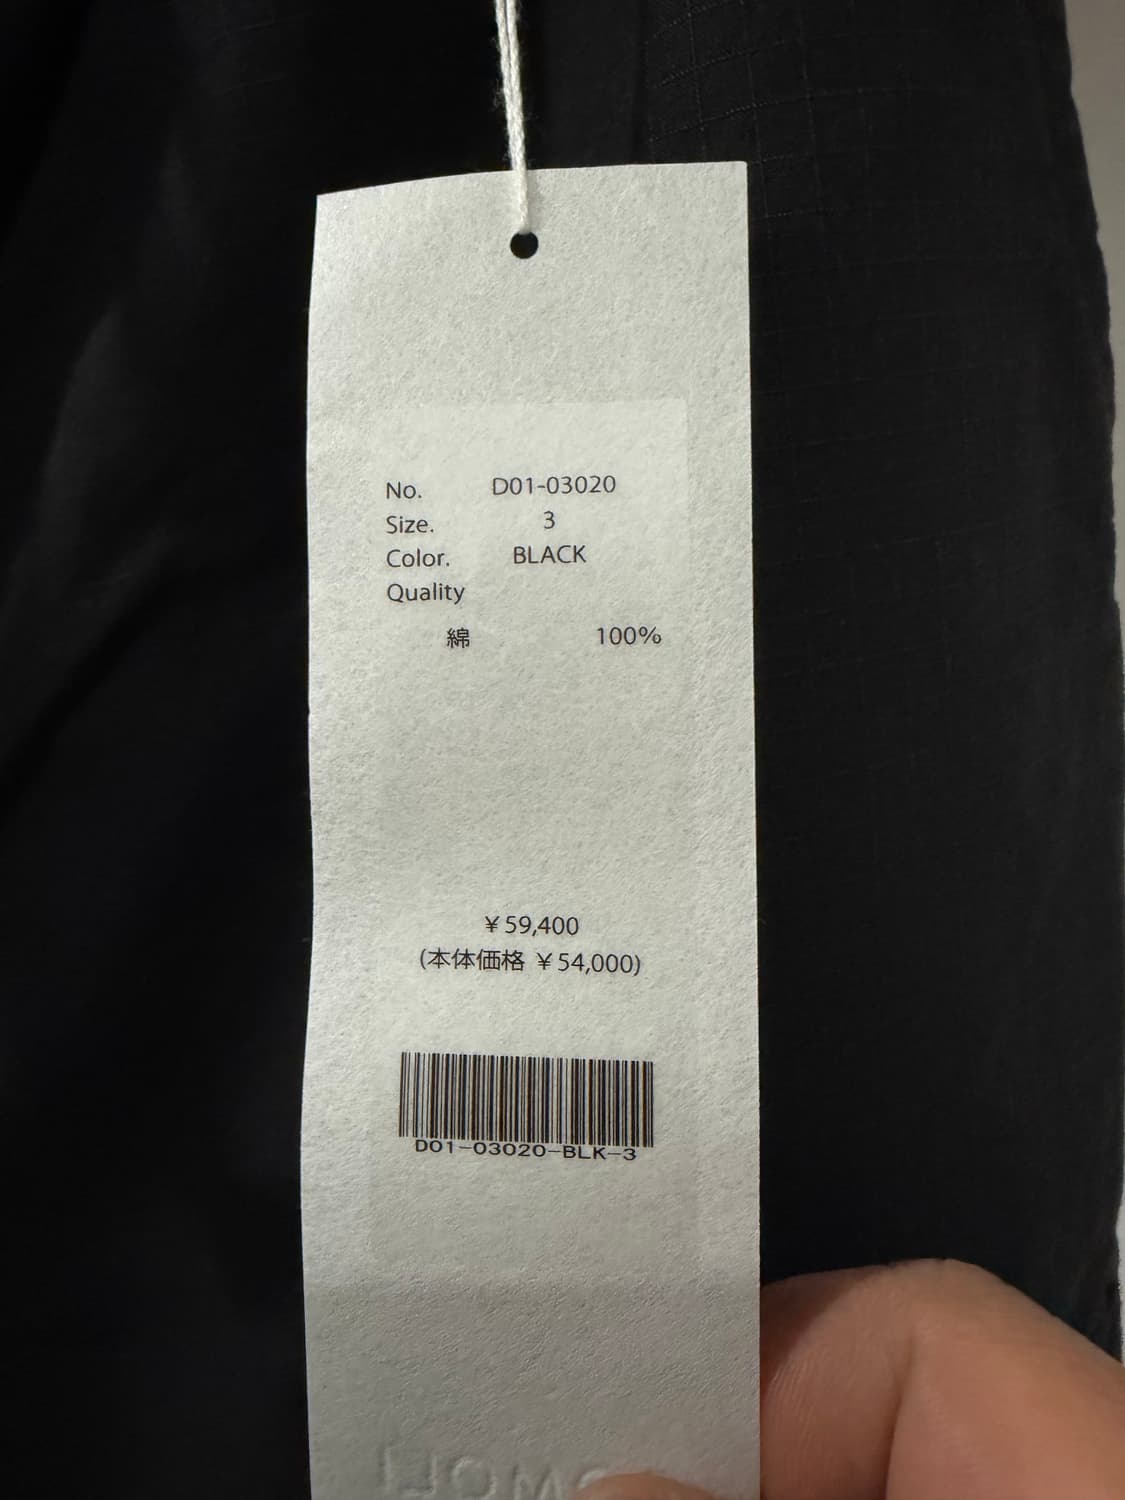 No. D01-03020
Size. 3
Color. BLACK
Quality
綿 100%
￥59,400
(本体価格 ￥54,000)
D01-03020-BLK-3